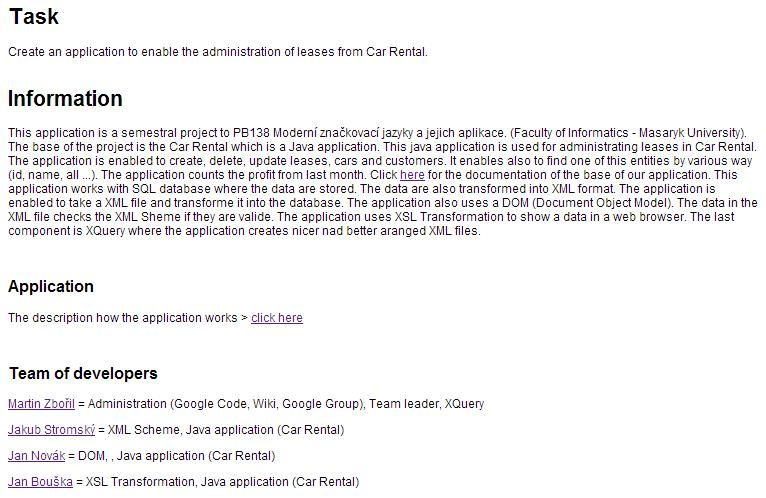 Task
Create an application to enable the administration of leases from Car Rental.
Information
This application is a semestral project to PB138 Moderní značkovací jazyky a jejich aplikace. (Faculty of Informatics - Masaryk University).
The base of the project is the Car Rental which is a Java application. This java application is used for administrating leases in Car Rental.
The application is enabled to create, delete, update leases, cars and customers. It enables also to find one of this entities by various way
(id, name, all ...). The application counts the profit from last month. Click here for the documentation of the base of our application. This
application works with SQL database where the data are stored. The data are also transformed into XML format. The application is
enabled to take a XML file and transforme it into the database. The application also uses a DOM (Document Object Model). The data in the
XML file checks the XML Sheme if they are valide. The application uses XSL Transformation to show a data in a web browser. The last
component is XQuery where the application creates nicer nad better aranged XML files.
Application
The description how the application works > click here
Team of developers
Martin Zbořil = Administration (Google Code, Wiki, Google Group), Team leader, XQuery
Jakub Stromský = XML Scheme, Java application (Car Rental)
Jan Novák = DOM, , Java application (Car Rental)
Jan Bouška = XSL Transformation, Java application (Car Rental)